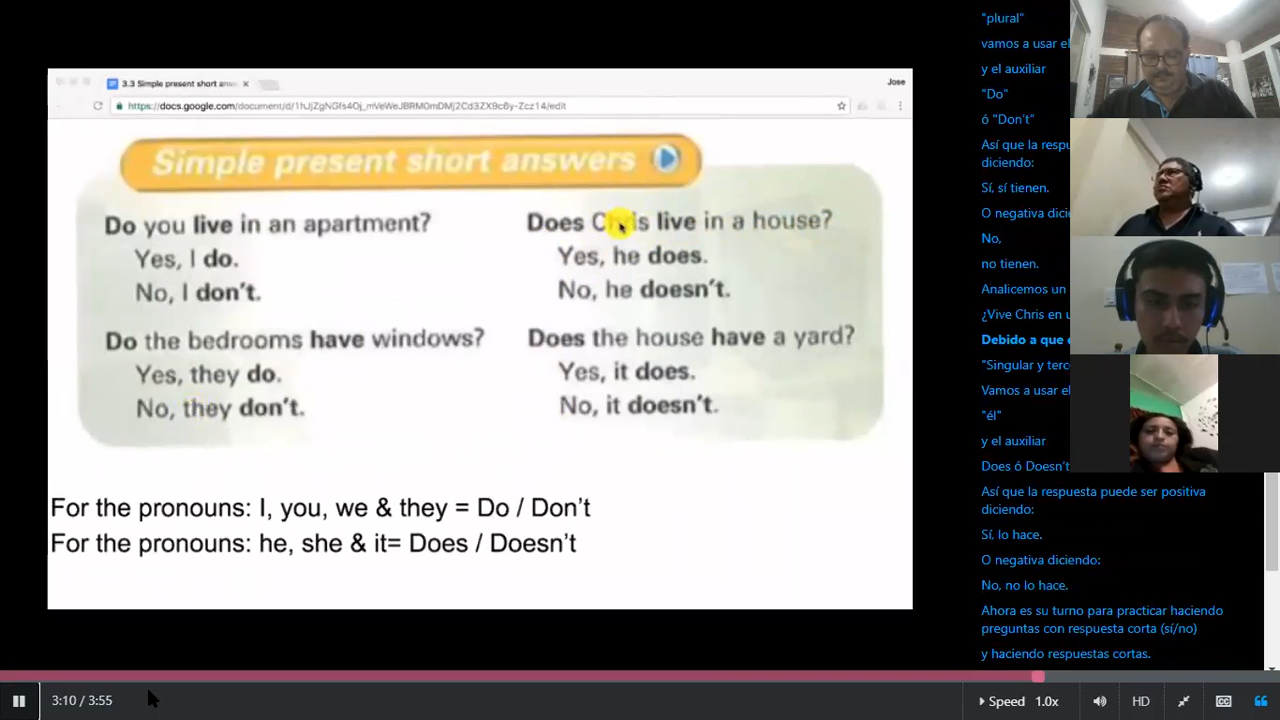 3.3 Simple present short answ
Jose
https://docs.google.com/document/d/
Simple present short answers
Do you live in an apartment?
Yes, I do.
No, I don't.
Do the bedrooms have windows?
Yes, they do.
No, they don't.
Does Chris live in a house?
Yes, he does.
No, he doesn't.
Does the house have a yard?
Yes, it does.
No, it doesn't.
For the pronouns: I, you, we & they = Do / Don't
For the pronouns: he, she & it= Does / Doesn't
"plural"
vamos a usar el
y el auxiliar
"Do"
ó "Don't"
Así que la resp
diciendo:
Sí, sí tienen.
O negativa dici
No,
no tienen.
Analicemos un
¿Vive Chris en u
Debido a que
"Singular y terc
Vamos a usar el
"él"
y el auxiliar
Does ó Doesn't
Así que la respuesta puede ser positiva
diciendo:
Sí, lo hace.
O negativa diciendo:
No, no lo hace.
Ahora es su turno para practicar haciendo
preguntas con respuesta corta (sí/no)
y haciendo respuestas cortas.
3:10 / 3:55
Speed 1.0x
HD
CC